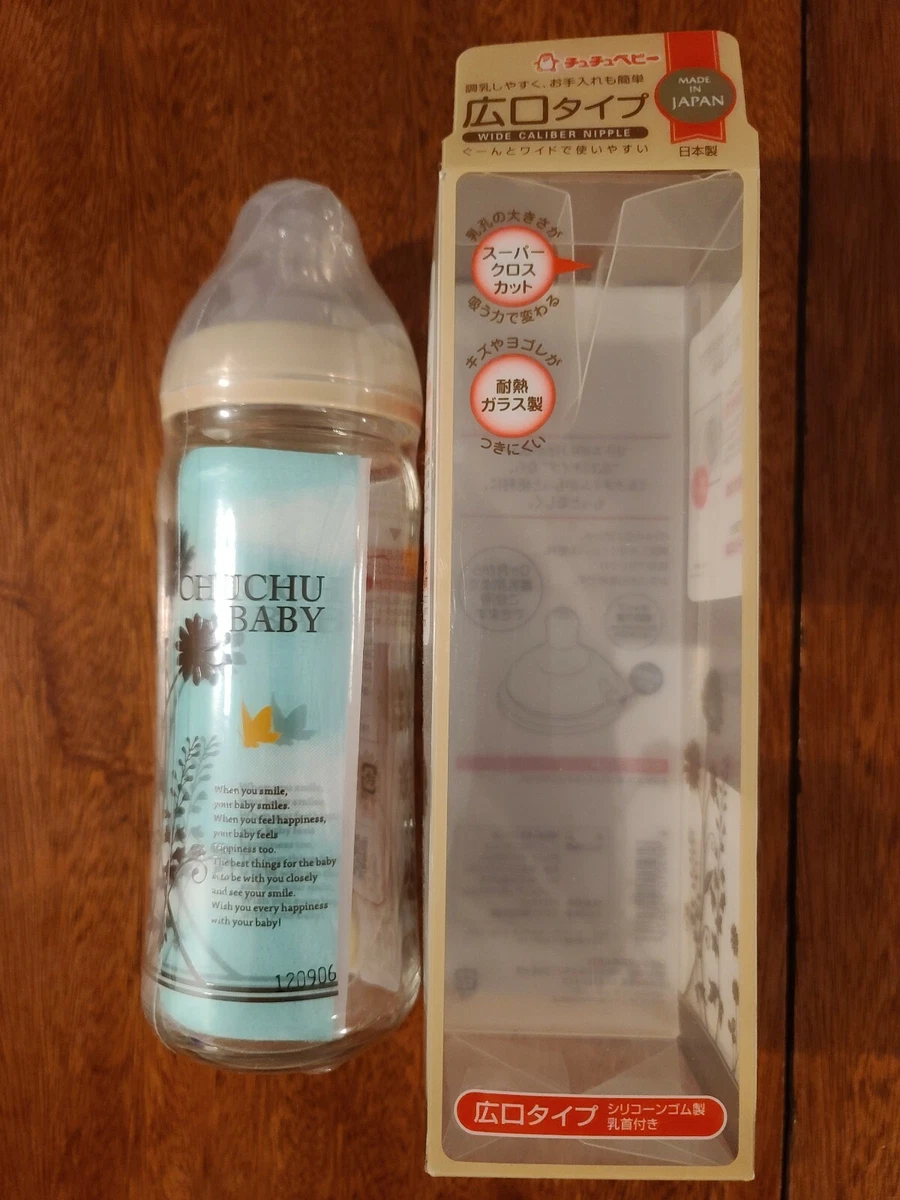 チュチュベビー
調乳しやすく、お手入れも簡単
広口タイプ
WIDE CALIBER NIPPLE
ぐーんとワイドで使いやすい
MADE
IN
JAPAN
日本製
乳孔の大きさが
スーパー
クロス
カット
吸う力で変わる
キズやヨゴレが
耐熱
ガラス製
つきにくい
CHUCHU
BABY
When you smile,
your baby smiles.
When you feel happiness,
your baby feels
happiness too.
The best things for the baby
is to be with you closely
and see your smile.
Wish you every happiness
with your baby!
120906
広口タイプ
シリコーンゴム製
乳首付き